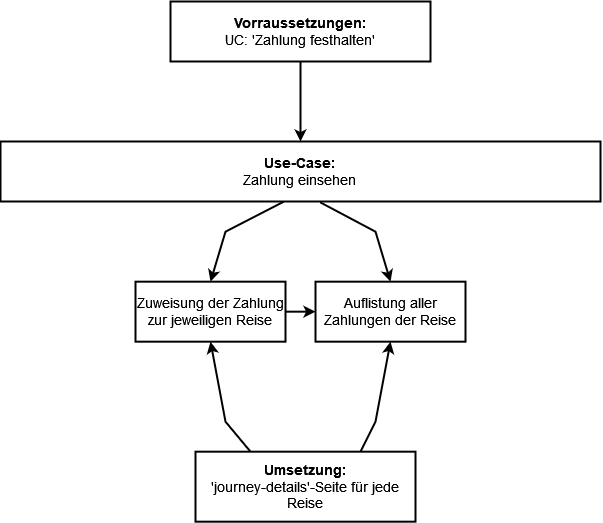 Vorraussetzungen:
UC: 'Zahlung festhalten'
Use-Case:
Zahlung einsehen
Zuweisung der Zahlung
zur jeweiligen Reise
Auflistung aller
Zahlungen der Reise
Umsetzung:
'journey-details'-Seite für jede
Reise